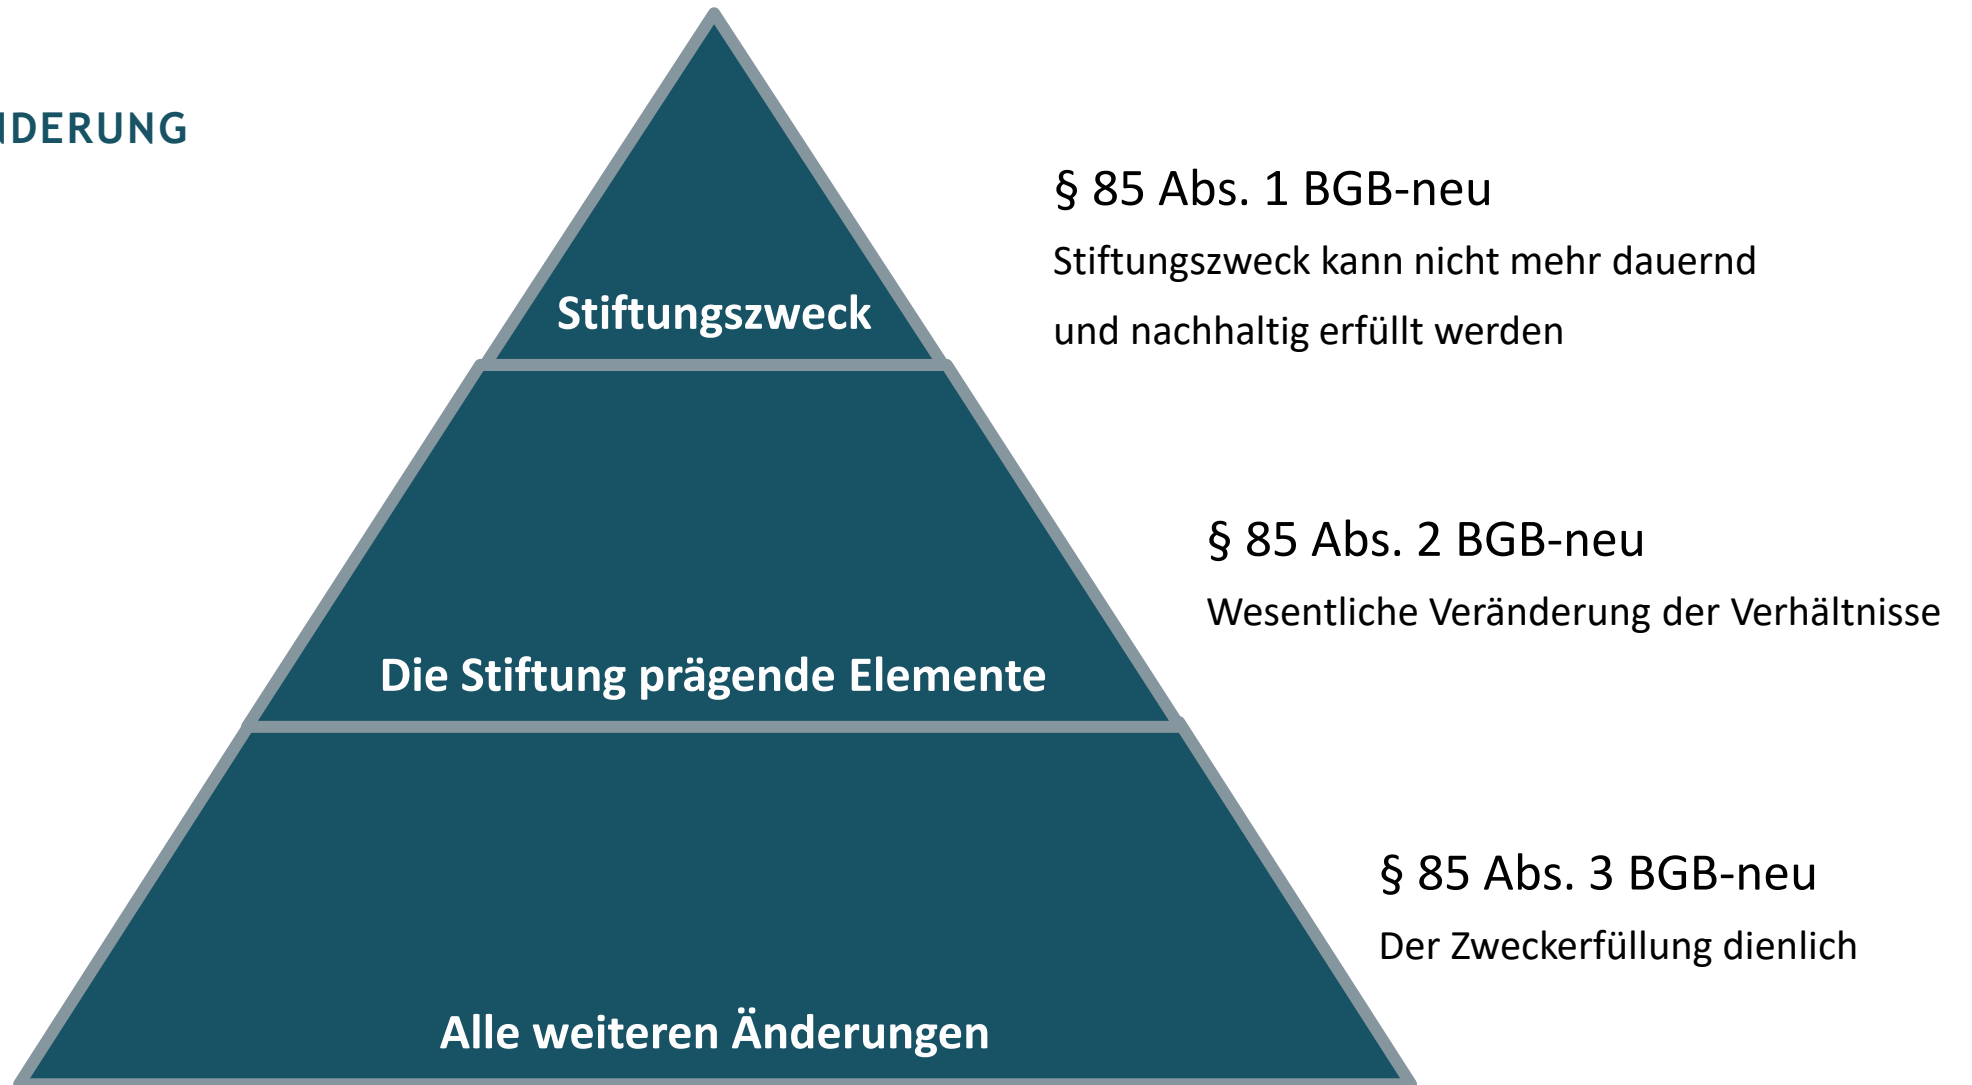 NDERUNG
§ 85 Abs. 1 BGB-neu
Stiftungszweck kann nicht mehr dauernd
und nachhaltig erfüllt werden
Stiftungszweck
§ 85 Abs. 2 BGB-neu
Wesentliche Veränderung der Verhältnisse
Die Stiftung prägende Elemente
§ 85 Abs. 3 BGB-neu
Der Zweckerfüllung dienlich
Alle weiteren Änderungen